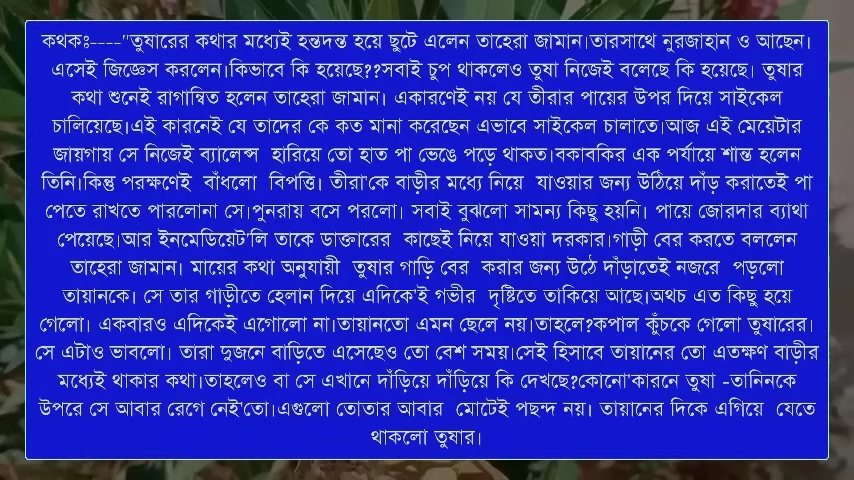 কথকঃ----"তুষারের কথার মধ্যেই হন্তদন্ত হয়ে ছুটে এলেন তাহেরা জামান।তারসাথে নুরজাহান ও আছেন।
এসেই জিজ্ঞেস করলেন।কিভাবে কি হয়েছে??সবাই চুপ থাকলেও তুষা নিজেই বলেছে কি হয়েছে। তুষার
কথা শুনেই রাগান্বিত হলেন তাহেরা জামান। একারণেই নয় যে তীরার পায়ের উপর দিয়ে সাইকেল
চালিয়েছে।এই কারনেই যে তাদের কে কত মানা করেছেন এভাবে সাইকেল চালাতে।আজ এই মেয়েটার
জায়গায় সে নিজেই ব্যালেন্স হারিয়ে তো হাত পা ভেঙে পড়ে থাকত।বকাবকির এক পর্যায়ে শান্ত হলেন
তিনি।কিন্তু পরক্ষণেই বাঁধলো বিপত্তি। তীরা'কে বাড়ীর মধ্যে নিয়ে যাওয়ার জন্য উঠিয়ে দাঁড় করাতেই পা
পেতে রাখতে পারলোনা সে।পুনরায় বসে পরলো। সবাই বুঝলো সামন্য কিছু হয়নি। পায়ে জোরদার ব্যাথা
পেয়েছে।আর ইনমেডিয়েট'লি তাকে ডাক্তারের কাছেই নিয়ে যাওয়া দরকার।গাড়ী বের করতে বললেন
তাহেরা জামান। মায়ের কথা অনুযায়ী তুষার গাড়ি বের করার জন্য উঠে দাঁড়াতেই নজরে পড়লো
তায়ানকে। সে তার গাড়ীতে হেলান দিয়ে এদিকে'ই গভীর দৃষ্টিতে তাকিয়ে আছে।অথচ এত কিছু হয়ে
গেলো। একবারও এদিকেই এগোলো না।তায়ানতো এমন ছেলে নয়।তাহলে?কপাল কুঁচকে গেলো তুষারের।
সে এটাও ভাবলো। তারা দুজনে বাড়িতে এসেছেও তো বেশ সময়।সেই হিসাবে তায়ানের তো এতক্ষণ বাড়ীর
মধ্যেই থাকার কথা।তাহলেও বা সে এখানে দাঁড়িয়ে দাঁড়িয়ে কি দেখছে?কোনো'কারনে তুষা -তানিনকে
উপরে সে আবার রেগে নেই'তো।এগুলো তোতার আবার মোটেই পছন্দ নয়। তায়ানের দিকে এগিয়ে যেতে
থাকলো তুষার।